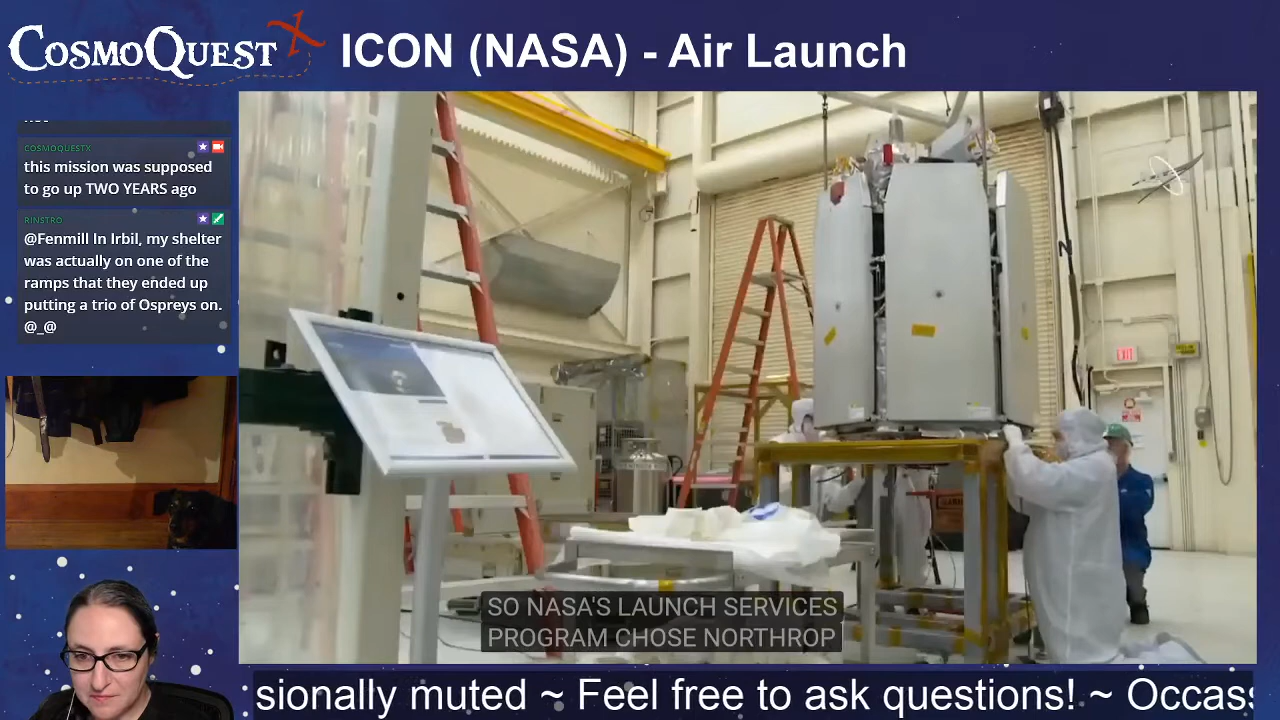 COSMOQUESTX
ICON (NASA) - Air Launch
COSMOQUESTX
this mission was supposed
to go up TWO YEARS ago
RINSTRO
@Fenmill In Irbil, my shelter
was actually on one of the
ramps that they ended up
putting a trio of Ospreys on.
@_@
EXIT
SO NASA'S LAUNCH SERVICES
PROGRAM CHOSE NORTHROP
sionally muted ~ Feel free to ask questions! ~ Occas